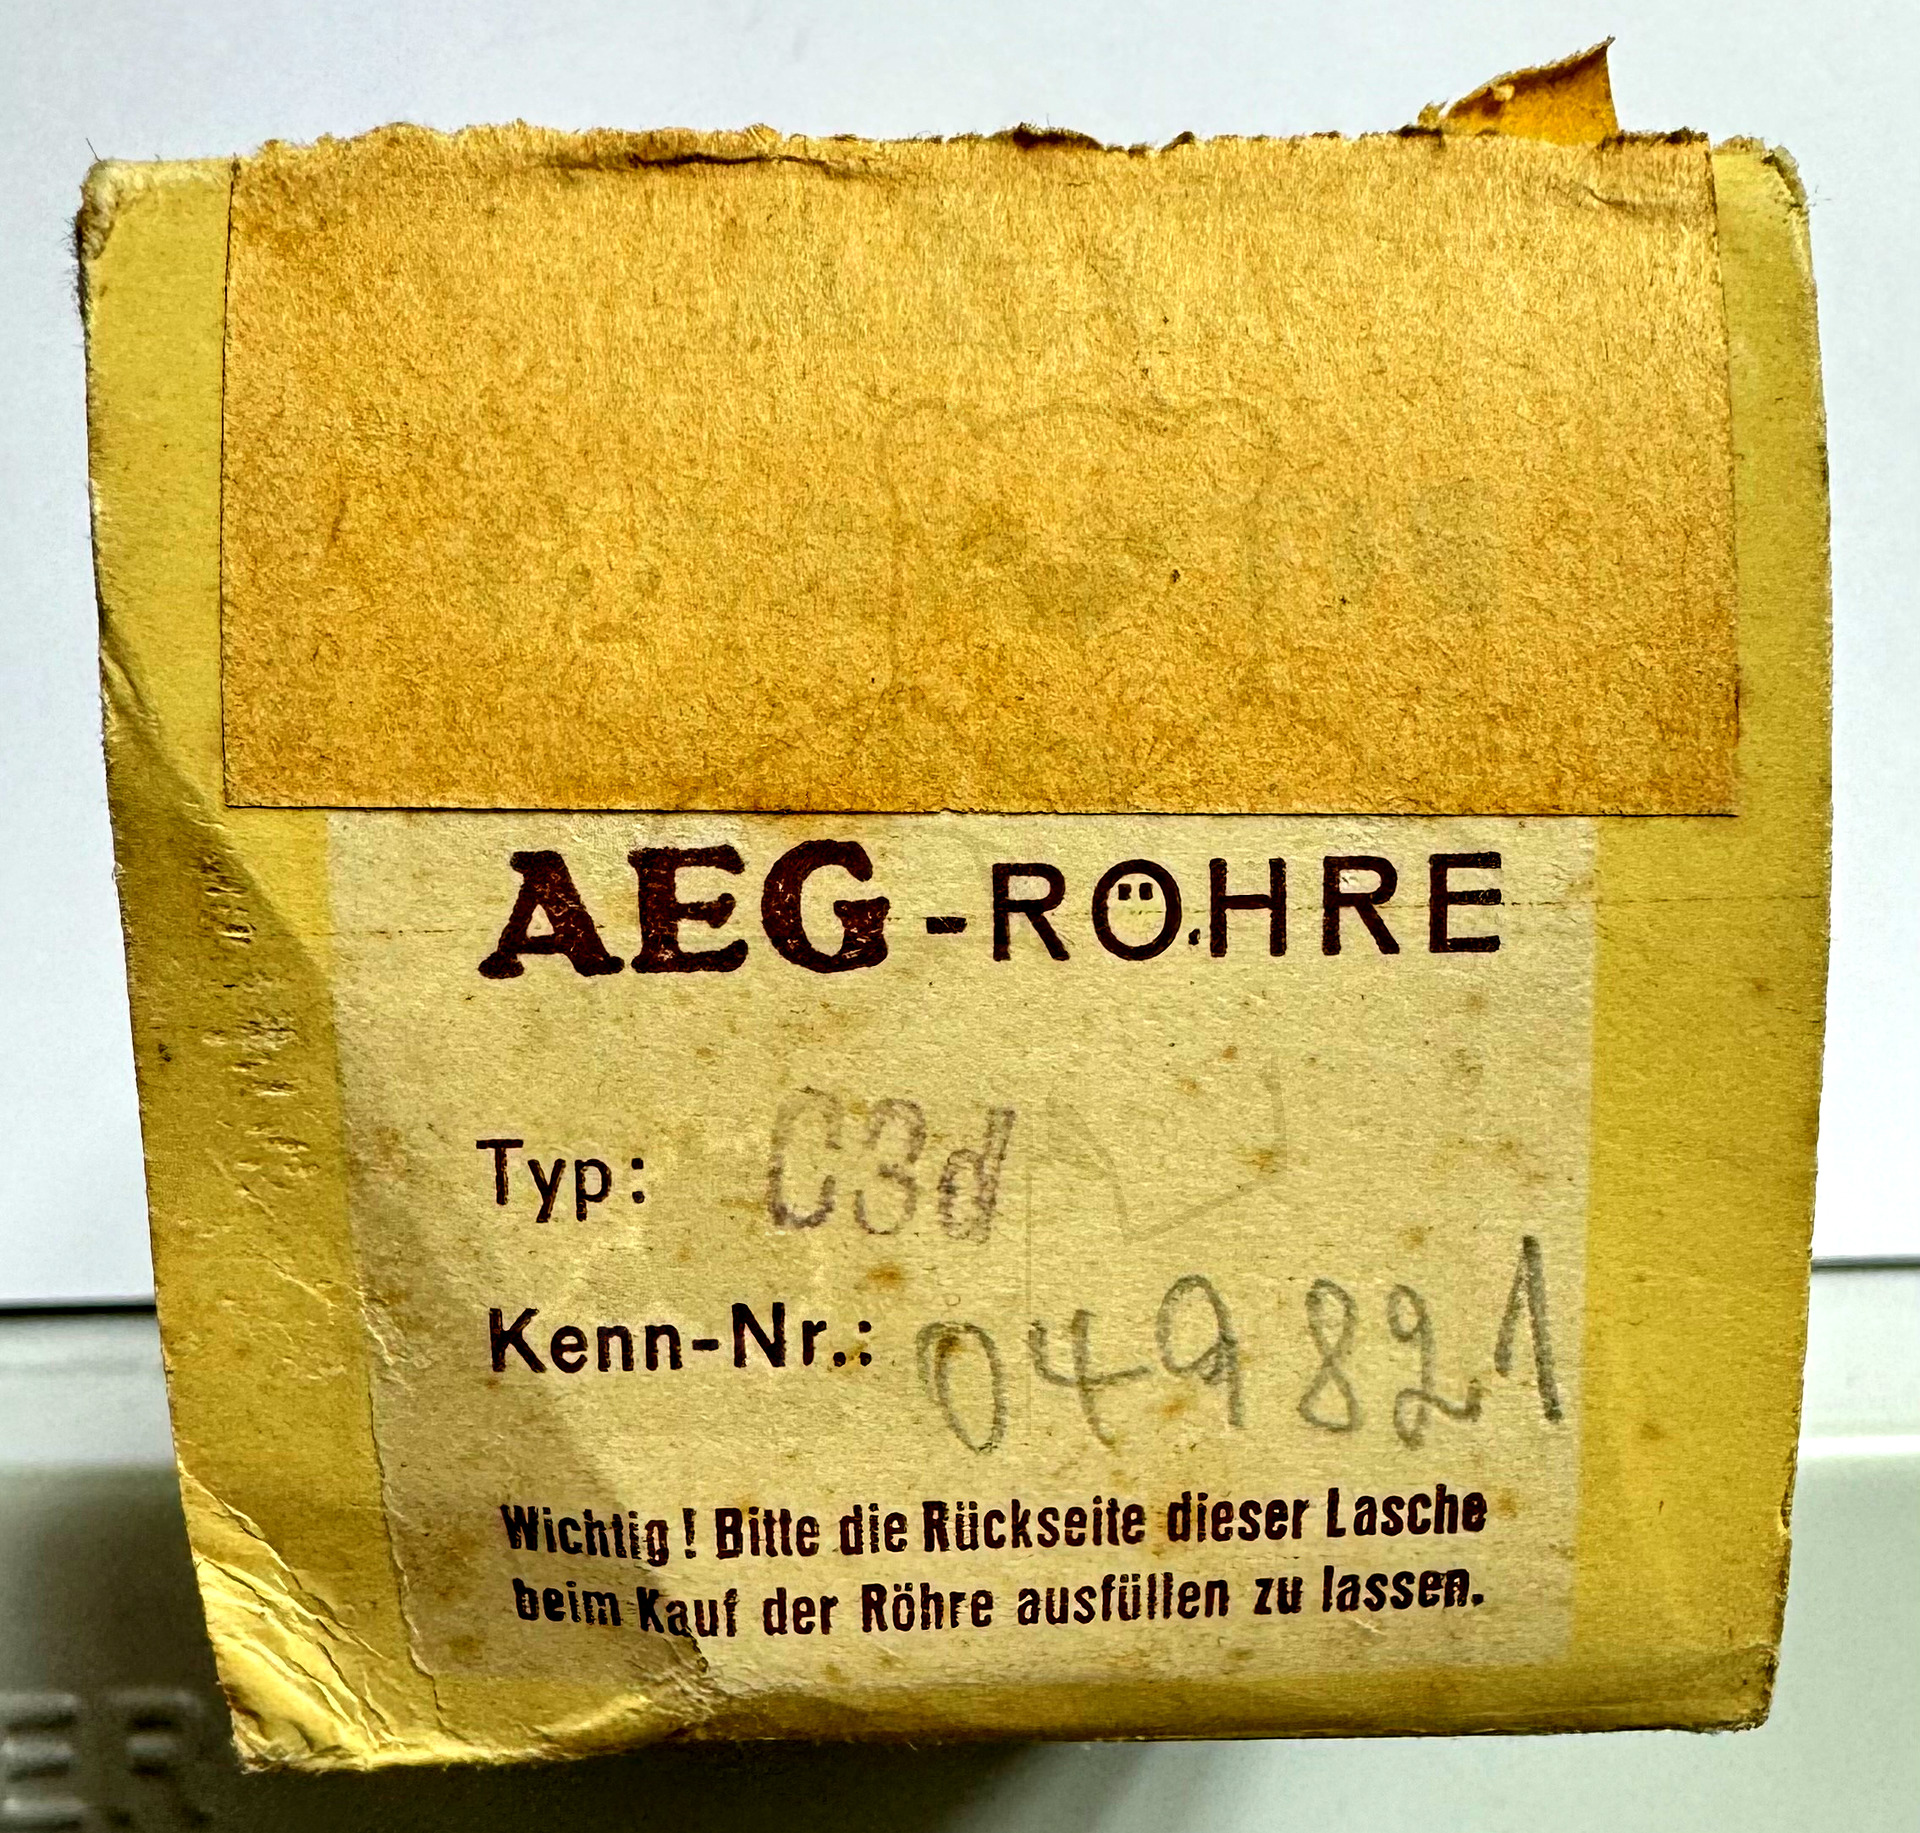 AEG-RÖHRE
Typ: C3d
Kenn-Nr.: 049821
Wichtig! Bitte die Rückseite dieser Lasche
beim Kauf der Röhre ausfüllen zu lassen.